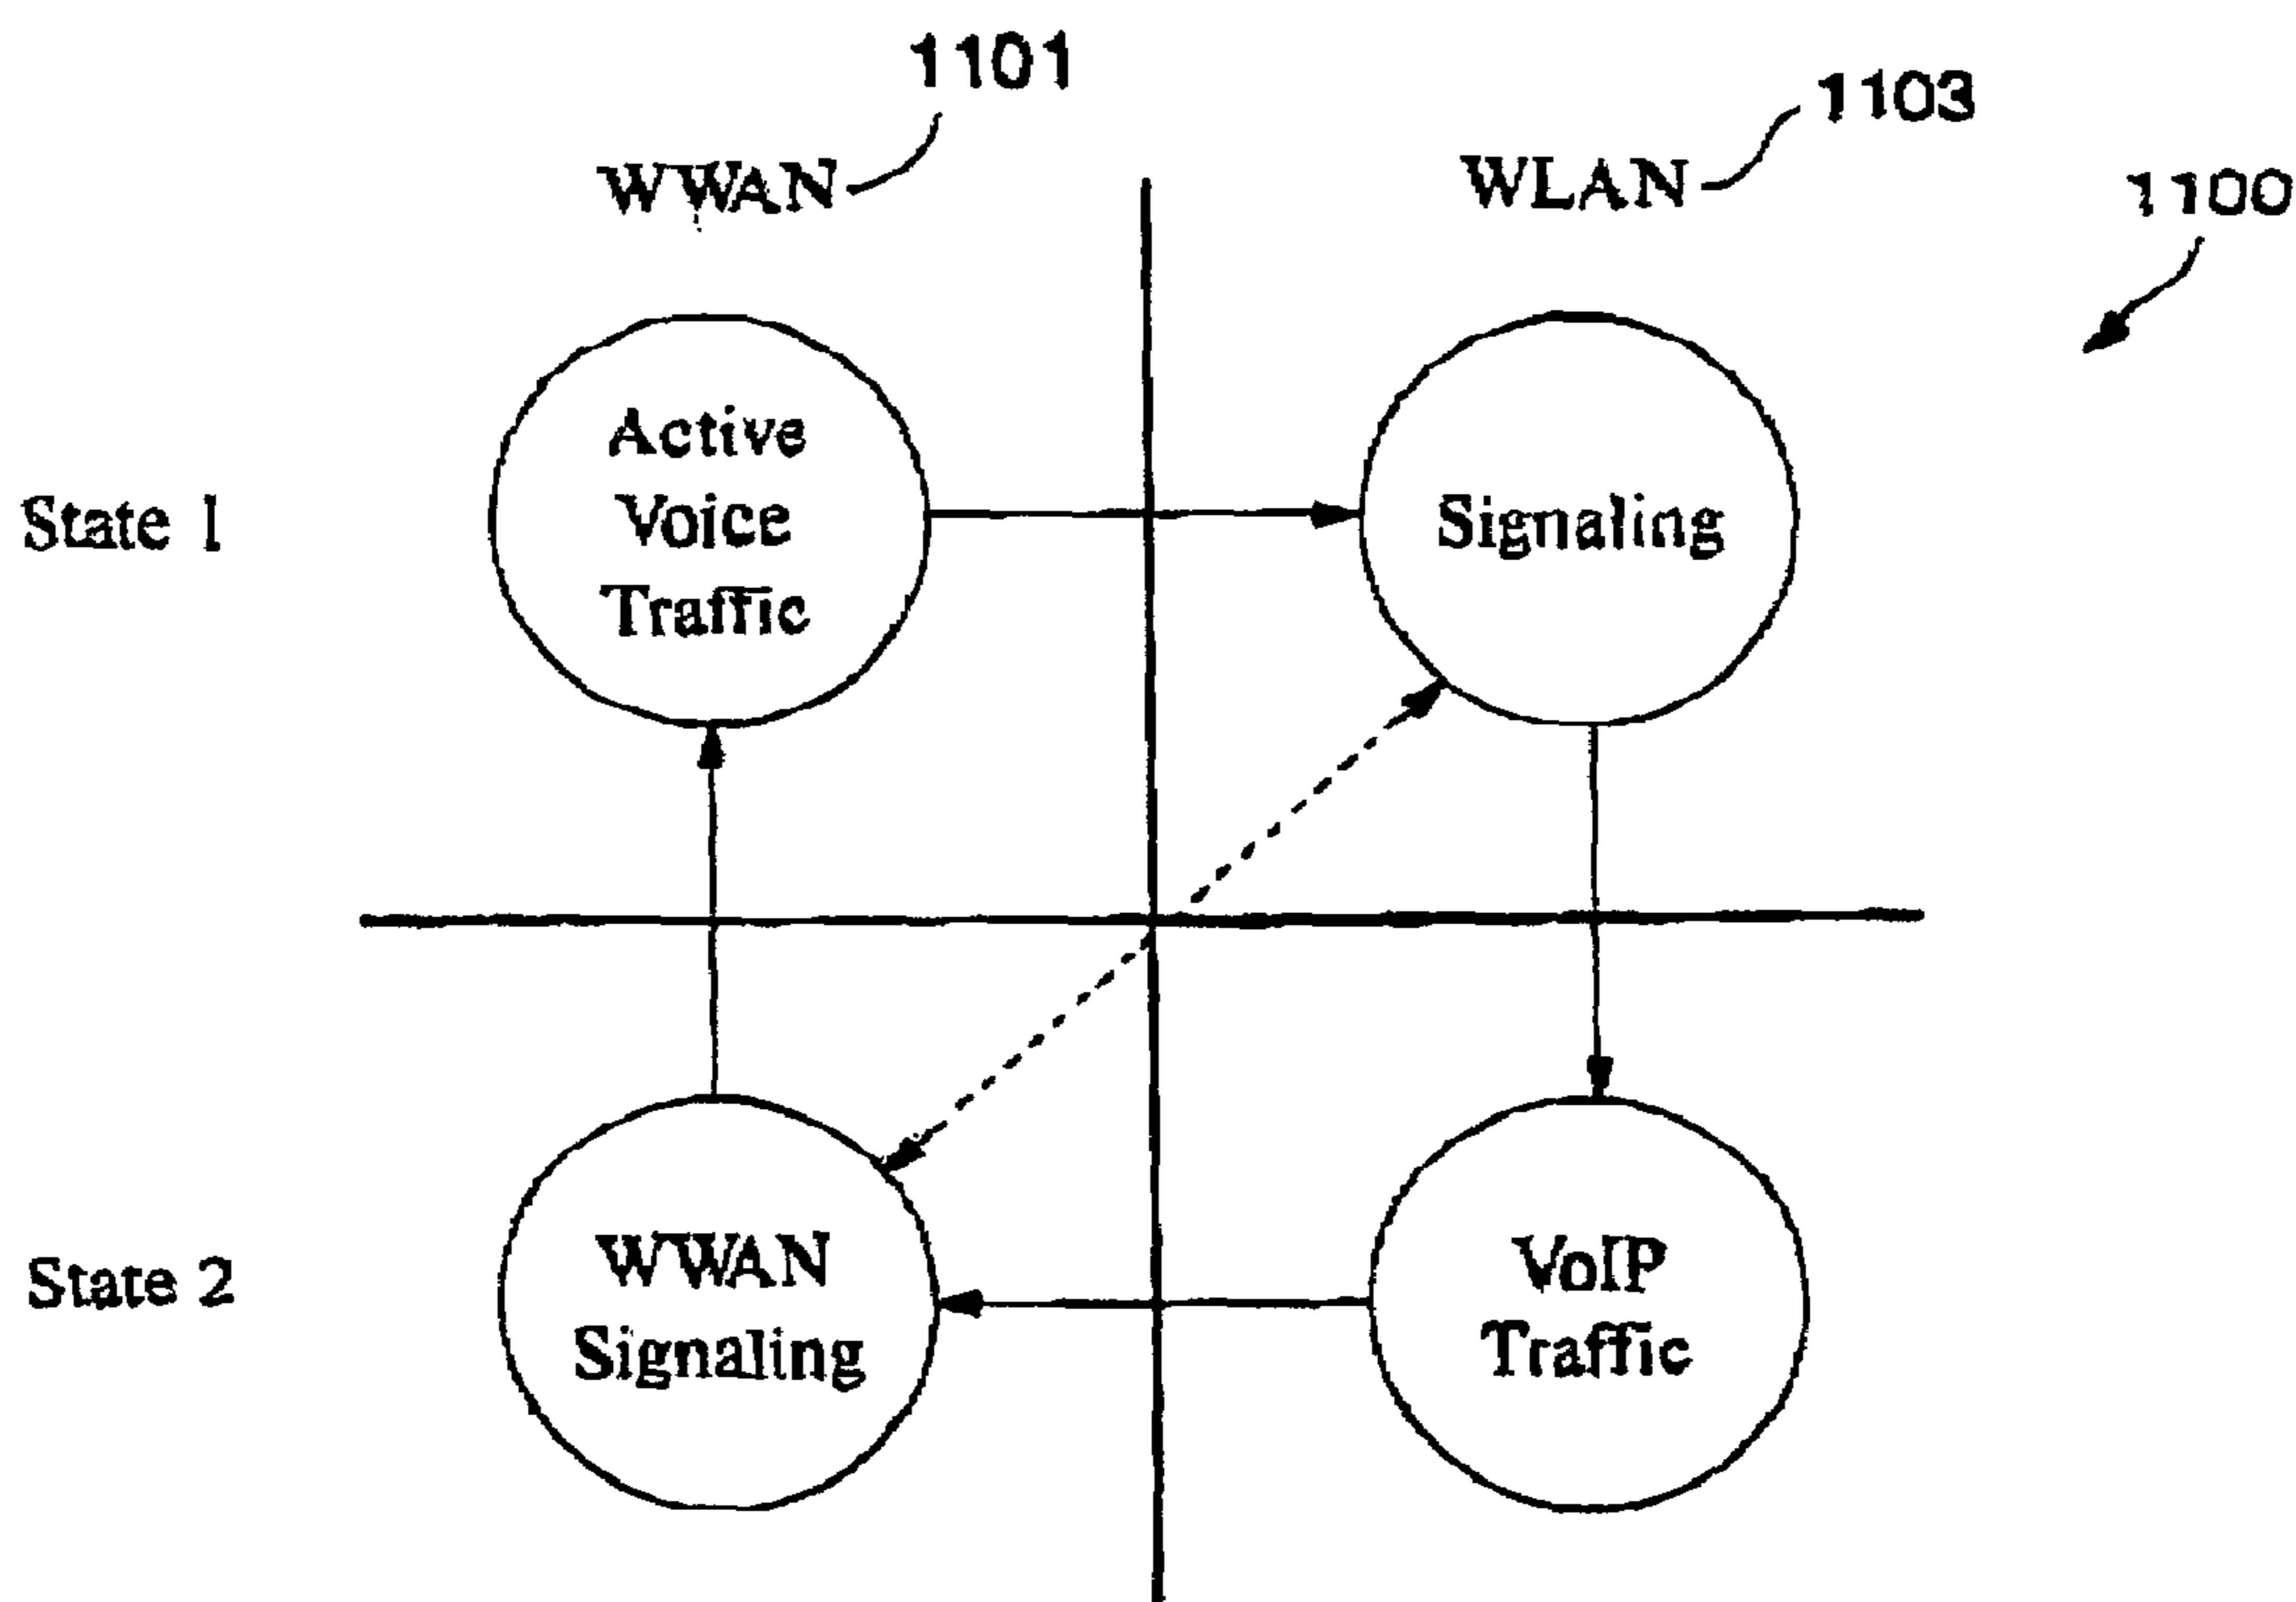 1101
1103
WWAN
WLAN
1100
Active
Voice
Traffic
Signaling
State 1
WWAN
Signaling
VoIP
Traffic
State 2